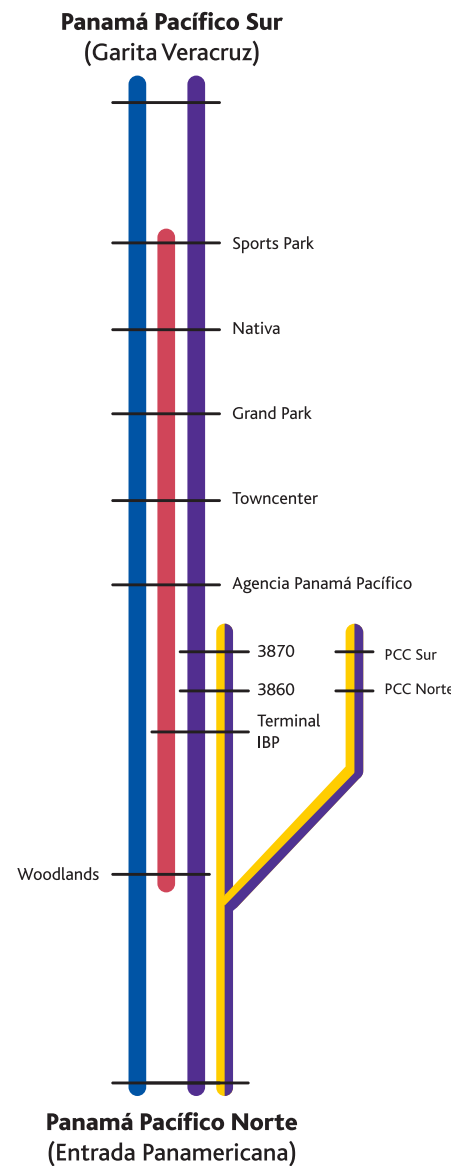 Panamá Pacífico Sur
(Garita Veracruz)
Sports Park
Nativa
Grand Park
Towncenter
Agencia Panamá Pacífico
3870
PCC Sur
3860
PCC Norte
Terminal
IBP
Woodlands
Panamá Pacífico Norte
(Entrada Panamericana)